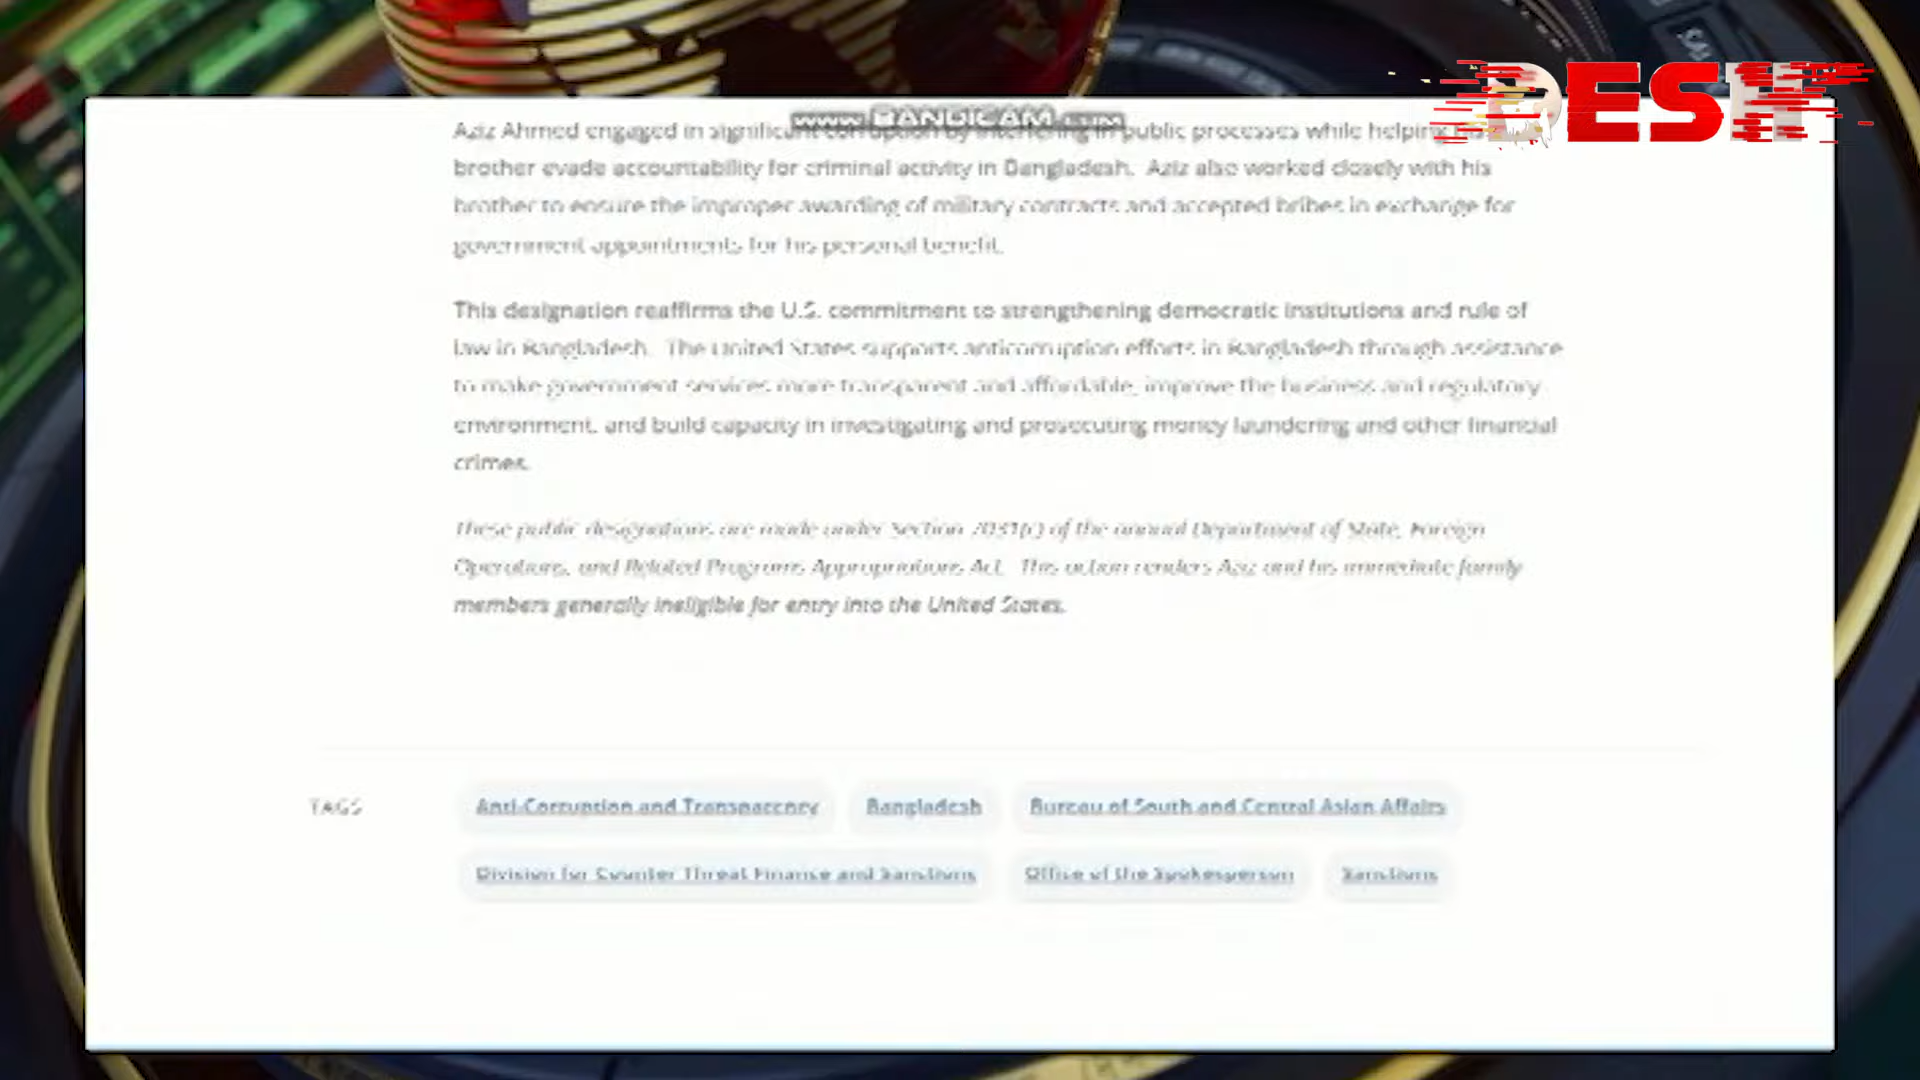 www.BANDICAM.com
DESH
Aziz Ahmed engaged in significant corruption by interfering in public processes while helping his
brother evade accountability for criminal activity in Bangladesh. Aziz also worked closely with his
brother to ensure the improper awarding of military contracts and accepted bribes in exchange for
government appointments for his personal benefit.
This designation reaffirms the U.S. commitment to strengthening democratic institutions and rule of
law in Bangladesh. The United States supports anticorruption efforts in Bangladesh through assistance
to make government services more transparent and affordable, improve the business and regulatory
environment, and build capacity in investigating and prosecuting money laundering and other financial
crimes.
These public designations are made under Section 7031(c) of the annual Department of State, Foreign
Operations, and Related Programs Appropriations Act. This action renders Aziz and his immediate family
members generally ineligible for entry into the United States.
TAGS
Anti-Corruption and Transparency
Bangladesh
Bureau of South and Central Asian Affairs
Division for Counter Threat Finance and Sanctions
Office of the Spokesperson
Sanctions